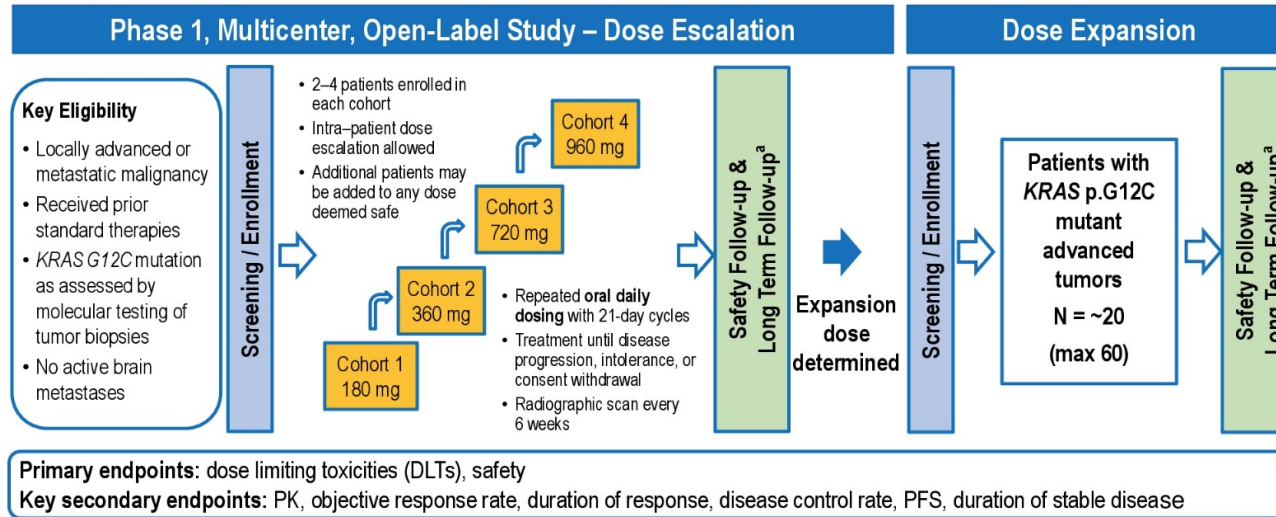 Phase 1, Multicenter, Open-Label Study – Dose Escalation
Dose Expansion
Key Eligibility
• Locally advanced or
metastatic malignancy
• Received prior
standard therapies
• KRAS G12C mutation
as assessed by
molecular testing of
tumor biopsies
• No active brain
metastases
Screening / Enrollment
• 2–4 patients enrolled in
each cohort
• Intra–patient dose
escalation allowed
• Additional patients may
be added to any dose
deemed safe
Cohort 1
180 mg
Cohort 2
360 mg
Cohort 3
720 mg
Cohort 4
960 mg
• Repeated oral daily
dosing with 21-day cycles
• Treatment until disease
progression, intolerance, or
consent withdrawal
• Radiographic scan every
6 weeks
Safety Follow-up &
Long Term Follow-upᵃ
Expansion
dose
determined
Screening / Enrollment
Patients with
KRAS p.G12C
mutant
advanced
tumors
N = ~20
(max 60)
Safety Follow-up &
Long Term Follow-upᵃ
Primary endpoints: dose limiting toxicities (DLTs), safety
Key secondary endpoints: PK, objective response rate, duration of response, disease control rate, PFS, duration of stable disease